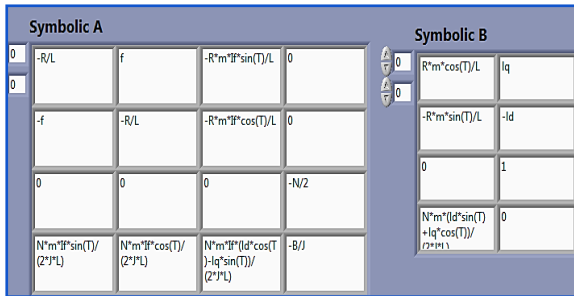 Symbolic A
0
0
-R/L
f
-R*m*If*sin(T)/L
0
-f
-R/L
-R*m*If*cos(T)/L
0
0
0
0
-N/2
N*m*If*sin(T)/
(2*J*L)
N*m*If*cos(T)/
(2*J*L)
N*m*If*(Id*cos(T
)-Iq*sin(T))/
(2*J*L)
-B/J
Symbolic B
0
0
R*m*cos(T)/L
Iq
-R*m*sin(T)/L
-Id
0
1
N*m*(Id*sin(T)
+Iq*cos(T))/
(2*J*L)
0